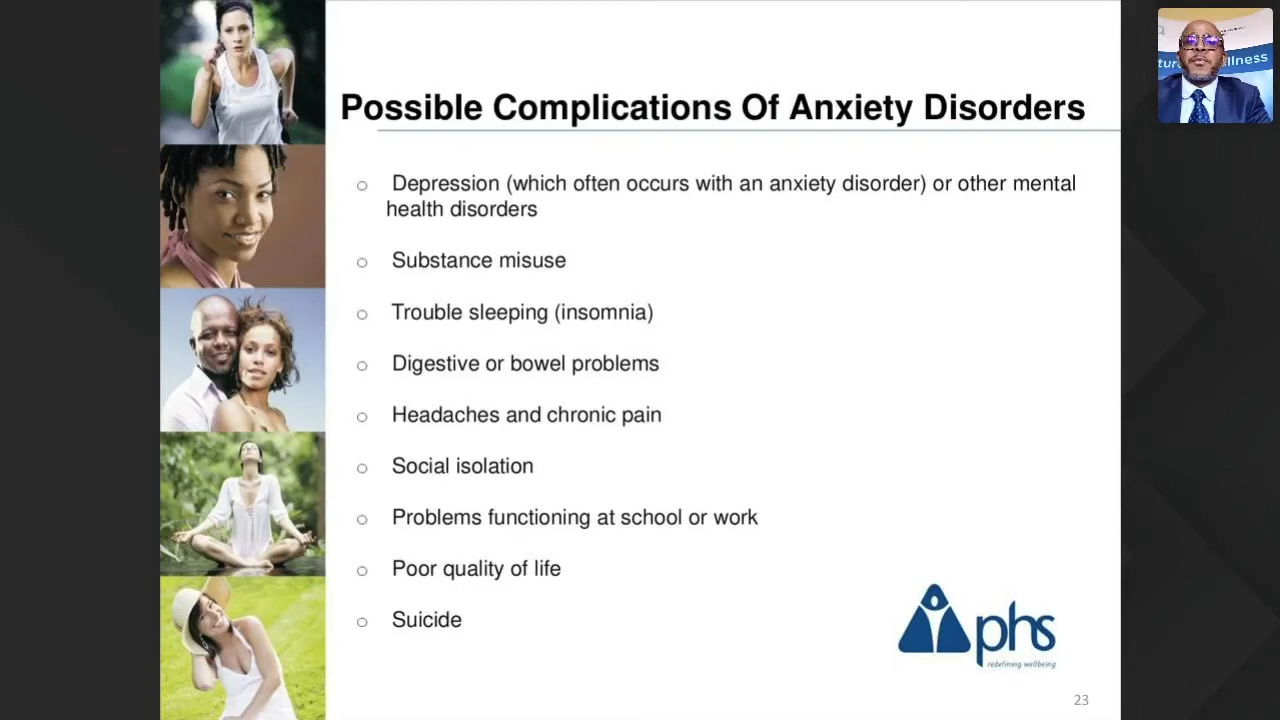 Possible Complications Of Anxiety Disorders
○ Depression (which often occurs with an anxiety disorder) or other mental
health disorders
○ Substance misuse
○ Trouble sleeping (insomnia)
○ Digestive or bowel problems
○ Headaches and chronic pain
○ Social isolation
○ Problems functioning at school or work
○ Poor quality of life
○ Suicide
phs
redefining wellbeing
23